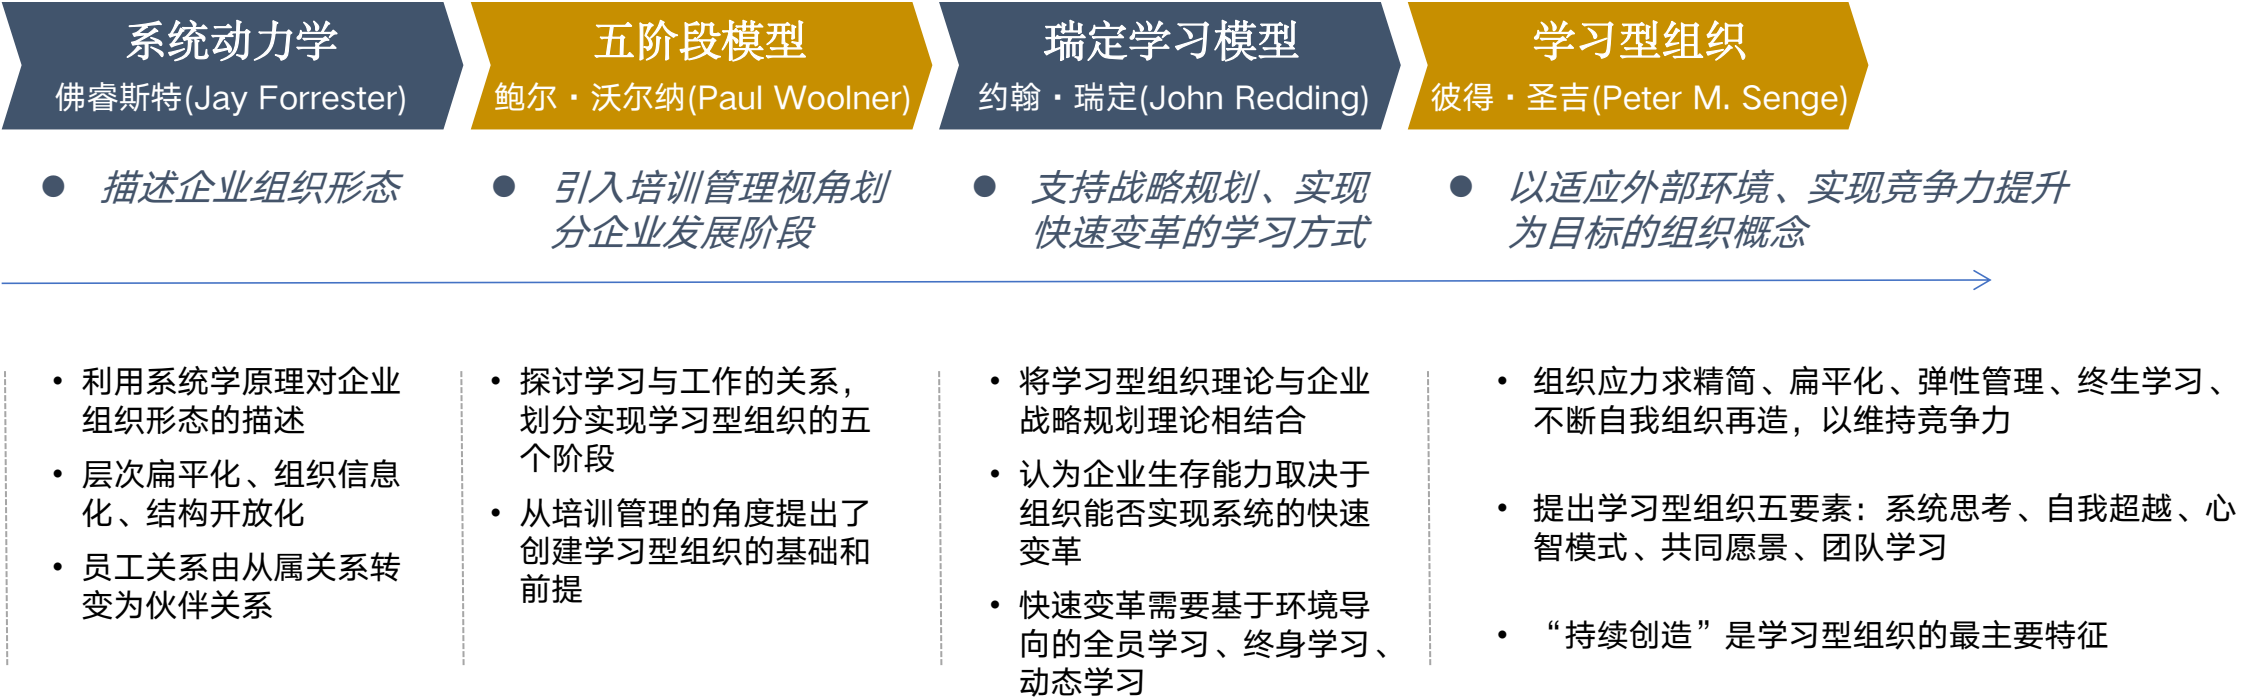 系统动力学
佛睿斯特(Jay Forrester)
五阶段模型
鲍尔·沃尔纳(Paul Woolner)
瑞定学习模型
约翰·瑞定(John Redding)
学习型组织
彼得·圣吉(Peter M. Senge)
● 描述企业组织形态
● 引入培训管理视角划
分企业发展阶段
● 支持战略规划、实现
快速变革的学习方式
● 以适应外部环境、实现竞争力提升
为目标的组织概念
• 利用系统学原理对企业
组织形态的描述
• 层次扁平化、组织信息
化、结构开放化
• 员工关系由从属关系转
变为伙伴关系
• 探讨学习与工作的关系，
划分实现学习型组织的五
个阶段
• 从培训管理的角度提出了
创建学习型组织的基础和
前提
• 将学习型组织理论与企业
战略规划理论相结合
• 认为企业生存能力取决于
组织能否实现系统的快速
变革
• 快速变革需要基于环境导
向的全员学习、终身学习、
动态学习
• 组织应力求精简、扁平化、弹性管理、终生学习、
不断自我组织再造，以维持竞争力
• 提出学习型组织五要素：系统思考、自我超越、心
智模式、共同愿景、团队学习
• “持续创造”是学习型组织的最主要特征